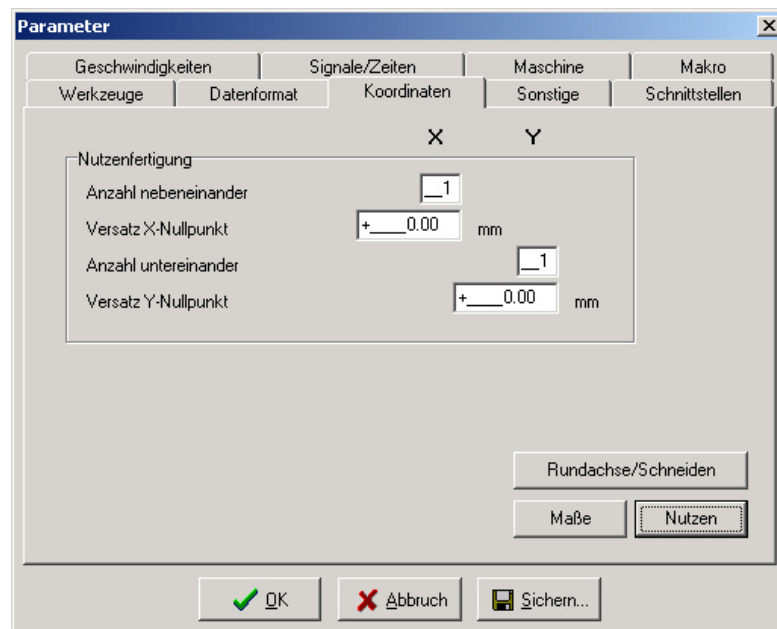 Parameter
Geschwindigkeiten Signale/Zeiten Maschine Makro
Werkzeuge Datenformat Koordinaten Sonstige Schnittstellen
X Y
Nutzenfertigung
Anzahl nebeneinander __1
Versatz X-Nullpunkt +____0.00 mm
Anzahl untereinander __1
Versatz Y-Nullpunkt +____0.00 mm
Rundachse/Schneiden
Maße Nutzen
OK Abbruch Sichern...